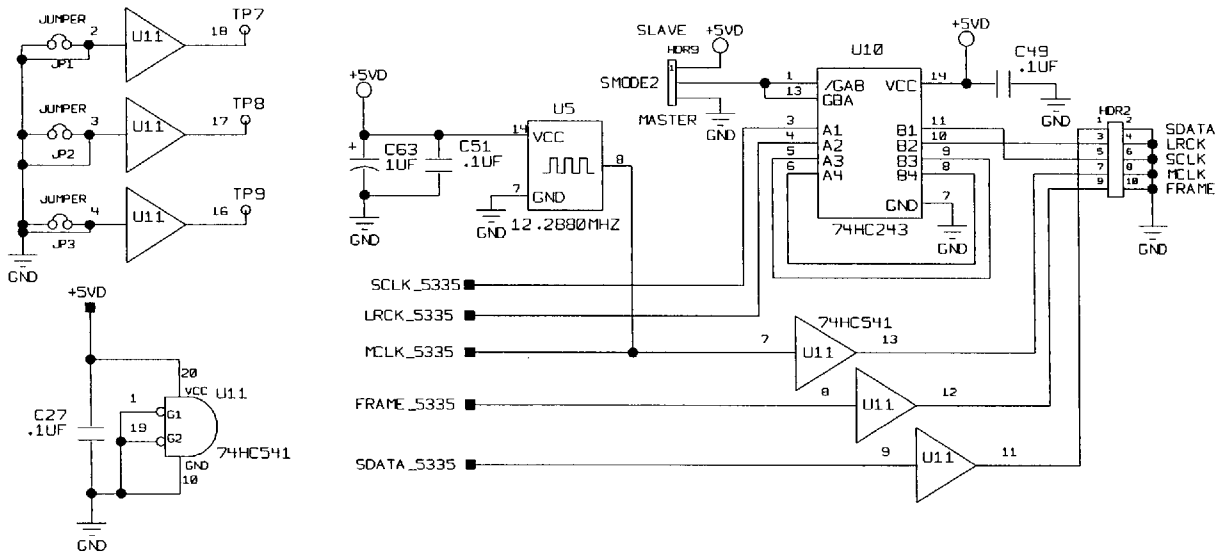 JUMPER
2
U11
18
TP7
JP1
JUMPER
3
U11
17
TP8
JP2
JUMPER
4
U11
16
TP9
JP3
GND
+5VD
C27
.1UF
1
19
20
VCC
U11
G1
G2
GND
10
74HC541
GND
+5VD
+
C63
1UF
C51
.1UF
GND
U5
14
VCC
8
7
GND
GND
12.2880MHZ
SLAVE
+5VD
HDR9
1
SMODE2
MASTER
GND
U10
+5VD
C49
.1UF
GND
1
/GAB
VCC
14
13
GBA
3
A1
B1
11
4
A2
B2
10
5
A3
B3
9
6
A4
B4
8
GND
7
GND
74HC243
HDR2
1
2
SDATA
3
4
LRCK
5
6
SCLK
7
8
MCLK
9
10
FRAME
GND
SCLK_5335
LRCK_5335
MCLK_5335
7
74HC541
U11
13
FRAME_5335
8
U11
12
SDATA_5335
9
U11
11